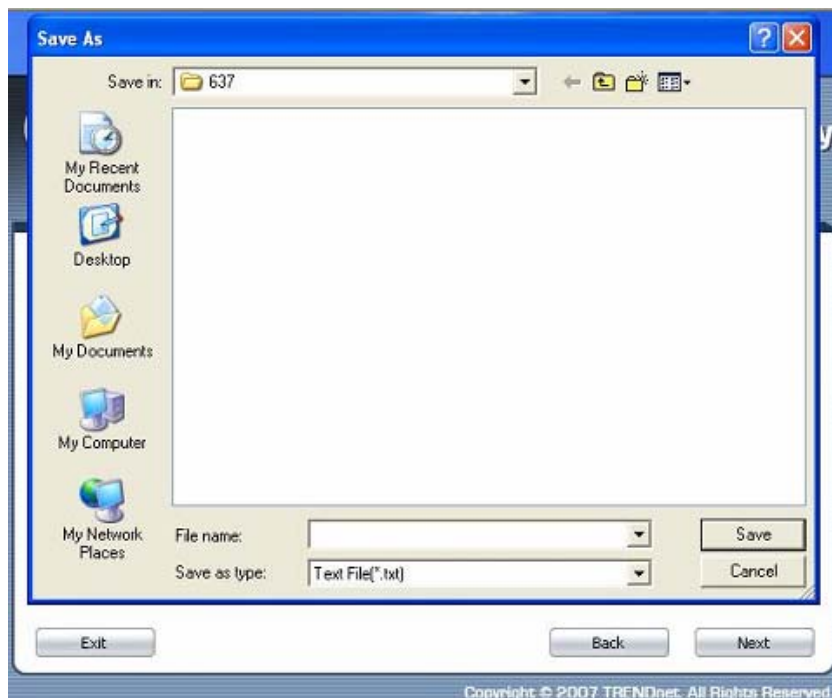 Save As
Save in: 637
My Recent
Documents
Desktop
My Documents
My Computer
My Network
Places
File name:
Save
Save as type: Text File(*.txt)
Cancel
Exit
Back
Next
Copyright © 2007 TRENDnet. All Rights Reserved